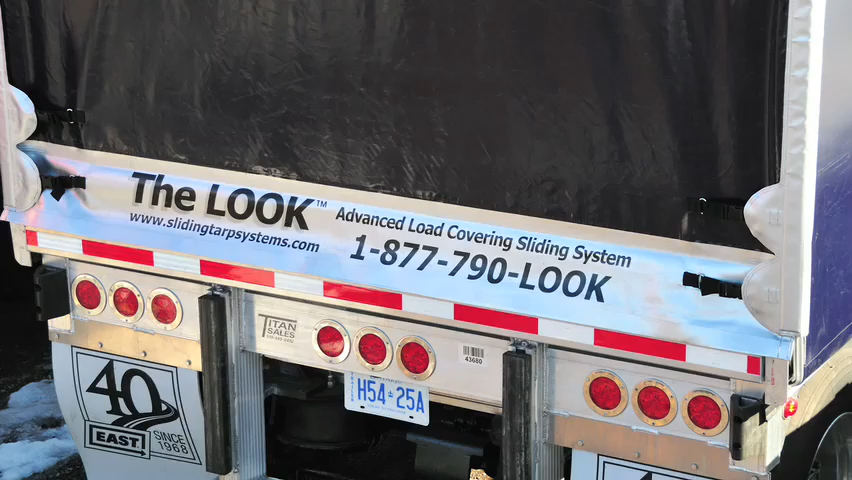 The LOOK™
www.slidingtarpsystems.com
Advanced Load Covering Sliding System
1-877-790-LOOK
TITAN
SALES
43680
H54 25A
40
EAST
SINCE
1968